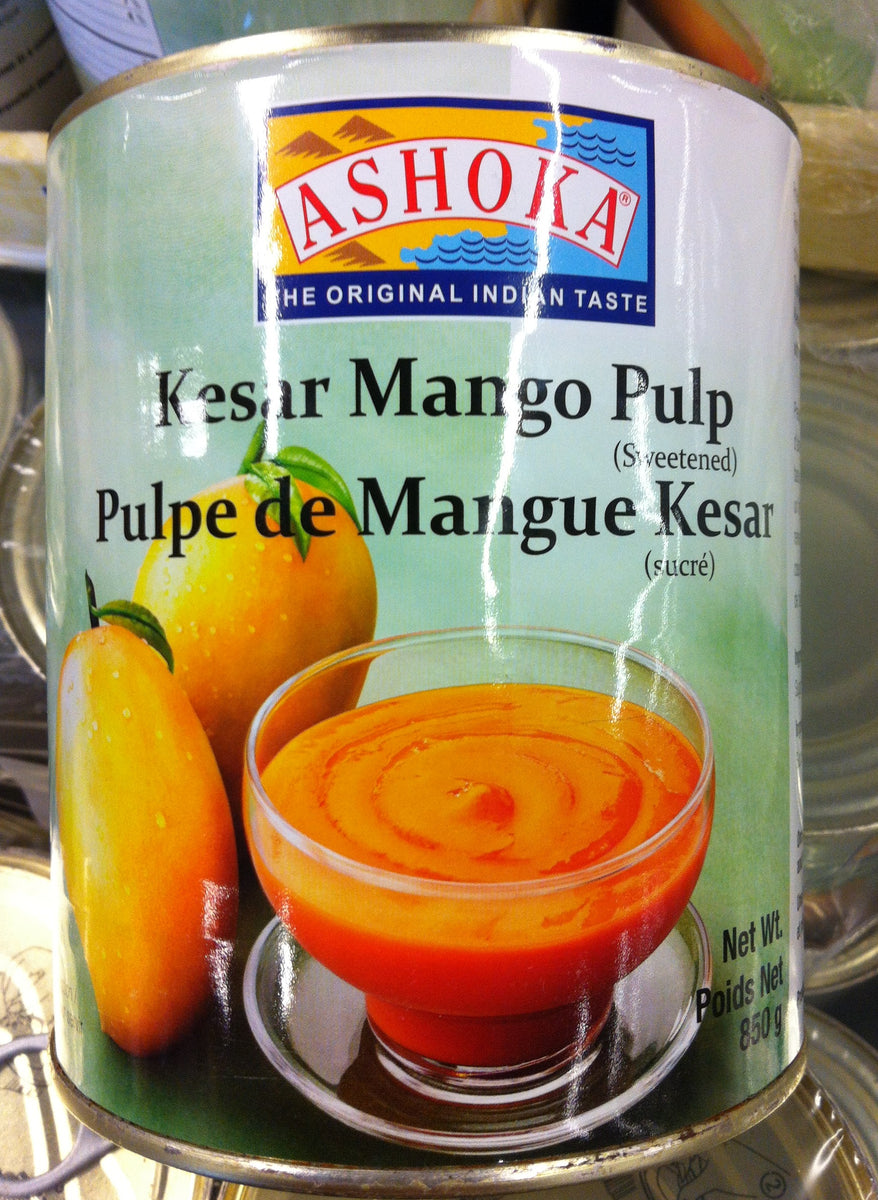 ASHOKA®
THE ORIGINAL INDIAN TASTE
Kesar Mango Pulp
(Sweetened)
Pulpe de Mangue Kesar
(sucré)
Net Wt.
Poids Net
850 g